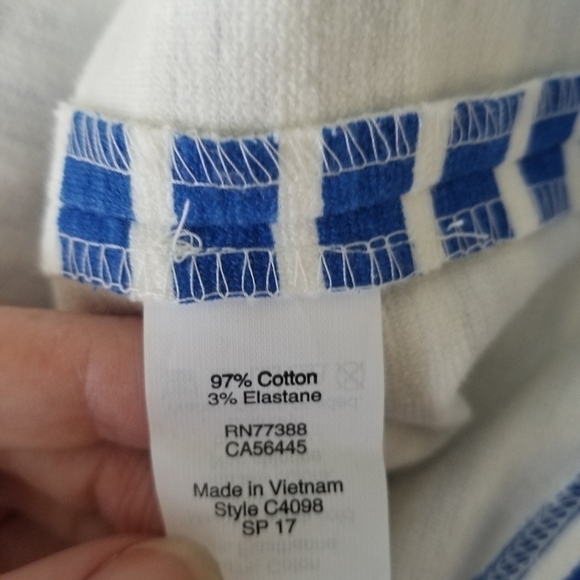 97% Cotton
3% Elastane
RN77388
CA56445
Made in Vietnam
Style C4098
SP 17